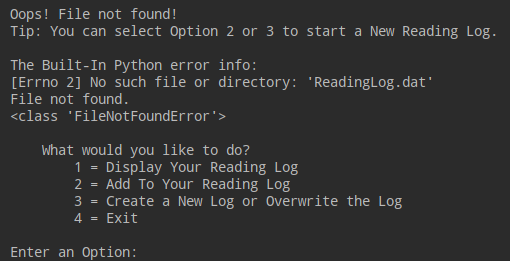 Oops! File not found!
Tip: You can select Option 2 or 3 to start a New Reading Log.
The Built-In Python error info:
[Errno 2] No such file or directory: 'ReadingLog.dat'
File not found.
<class 'FileNotFoundError'>
What would you like to do?
1 = Display Your Reading Log
2 = Add To Your Reading Log
3 = Create a New Log or Overwrite the Log
4 = Exit
Enter an Option: